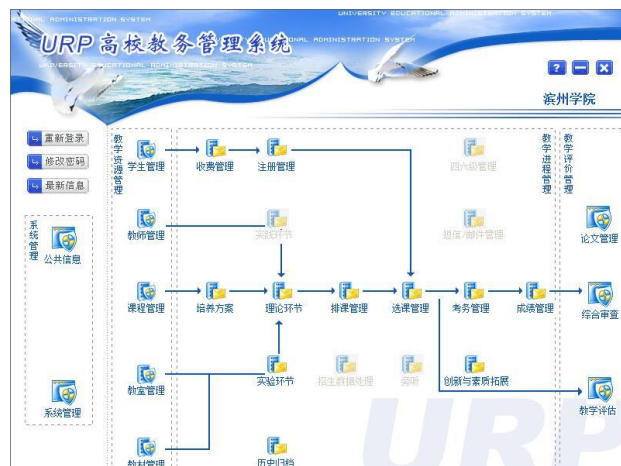 UNIVERSITY EDUCATIONAL ADMINISTRATION SYSTEM
ADMINISTRATION SYSTEM
URP高校教务管理系统
ADMINISTRATION SYSTEM
?
滨州学院
重新登录
修改密码
最新信息
系统管理
公共信息
系统管理
教学资源管理
教学进程管理
教学评价管理
学生管理
收费管理
注册管理
四六级管理
教师管理
实践环节
短信/邮件管理
论文管理
课程管理
培养方案
理论环节
排课管理
选课管理
考务管理
成绩管理
综合审查
教室管理
实验环节
招生数据处理
旁听
创新与素质拓展
教学评估
教材管理
历史归档
URP